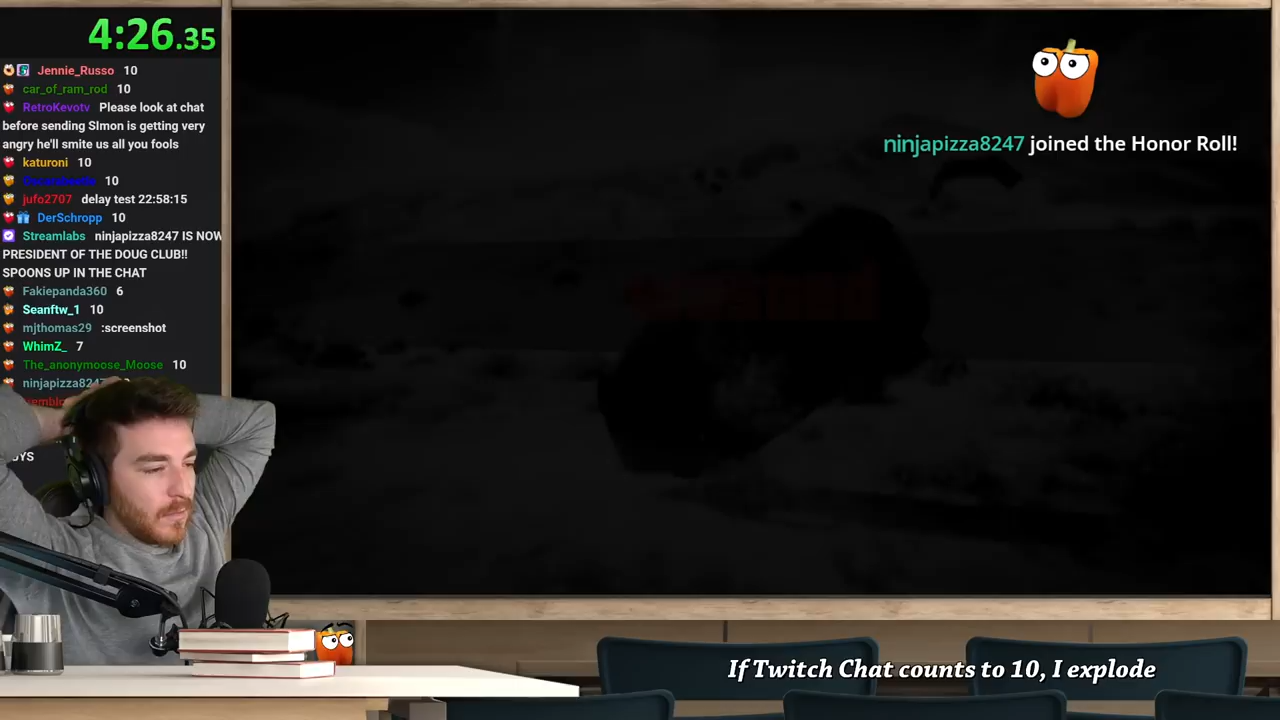 4:26.35
Jennie_Russo 10
car_of_ram_rod 10
RetroKevotv Please look at chat
before sending SImon is getting very
angry he'll smite us all you fools
katuroni 10
10
jufo2707 delay test 22:58:15
DerSchropp 10
Streamlabs ninjapizza8247 IS NOW
PRESIDENT OF THE DOUG CLUB!!
SPOONS UP IN THE CHAT
Fakiepanda360 6
Seanftw_1 10
mjthomas29 :screenshot
WhimZ_ 7
The_anonymoose_Moose 10
ninjapizza8247
ninjapizza8247 joined the Honor Roll!
If Twitch Chat counts to 10, I explode